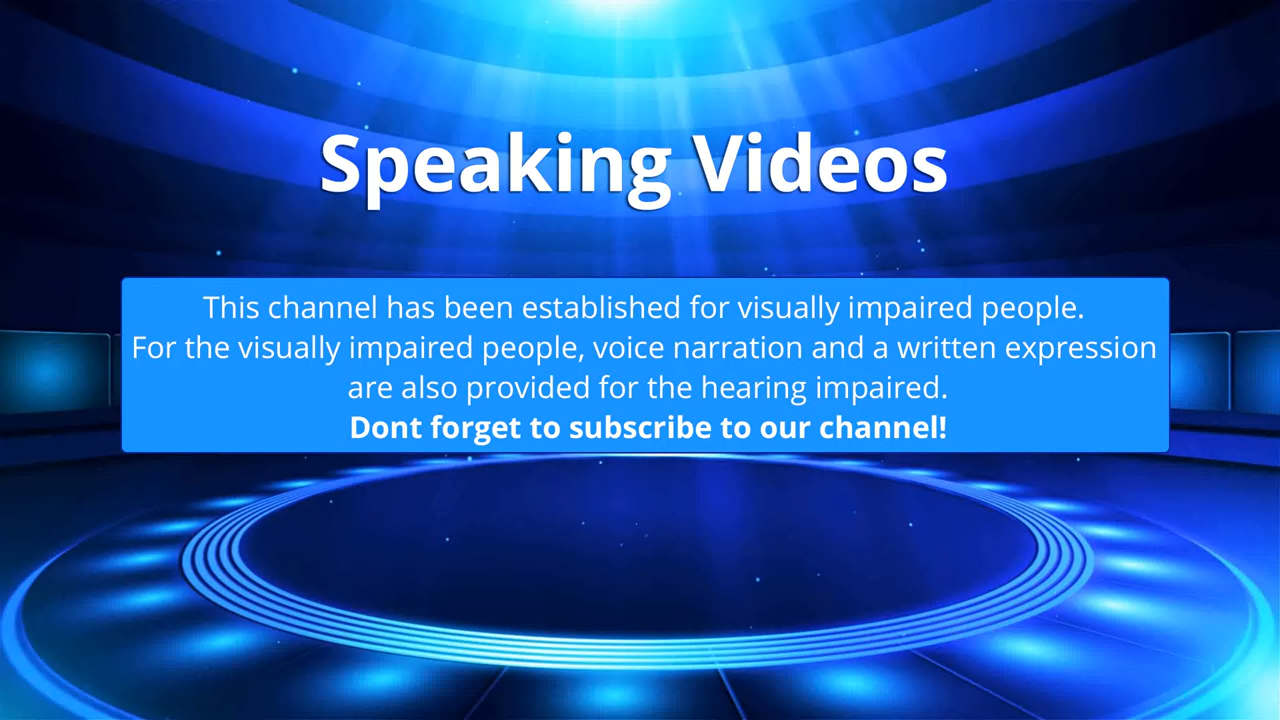 Speaking Videos
This channel has been established for visually impaired people.
For the visually impaired people, voice narration and a written expression
are also provided for the hearing impaired.
Dont forget to subscribe to our channel!